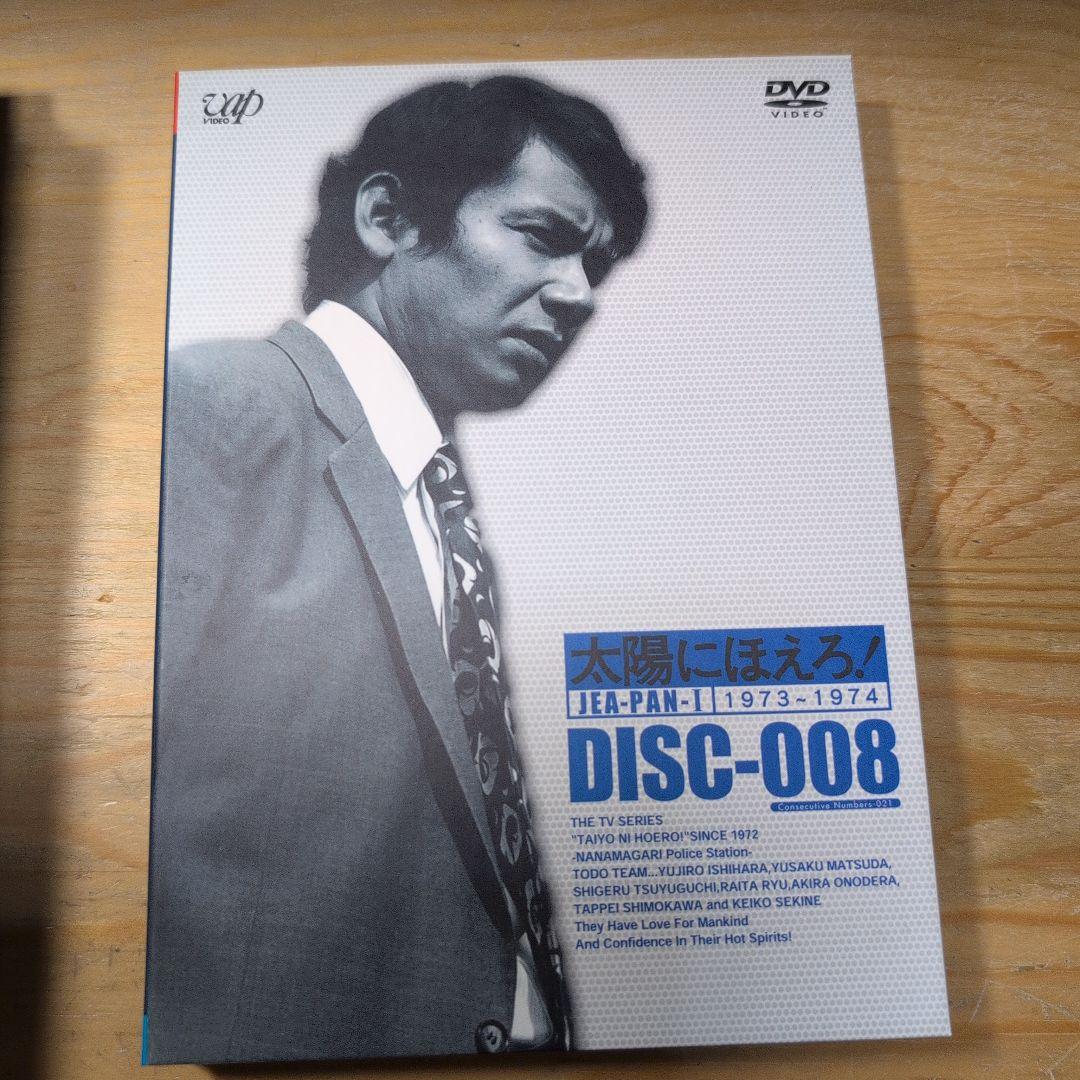 vap
VIDEO
DVD
VIDEO
太陽にほえろ!
JEA-PAN-I 1973~1974
DISC-008
Consecutive Numbers-021
THE TV SERIES
"TAIYO NI HOERO!"SINCE 1972
-NANAMAGARI Police Station-
TODO TEAM...YUJIRO ISHIHARA,YUSAKU MATSUDA,
SHIGERU TSUYUGUCHI,RAITA RYU,AKIRA ONODERA,
TAPPEI SHIMOKAWA and KEIKO SEKINE
They Have Love For Mankind
And Confidence In Their Hot Spirits!